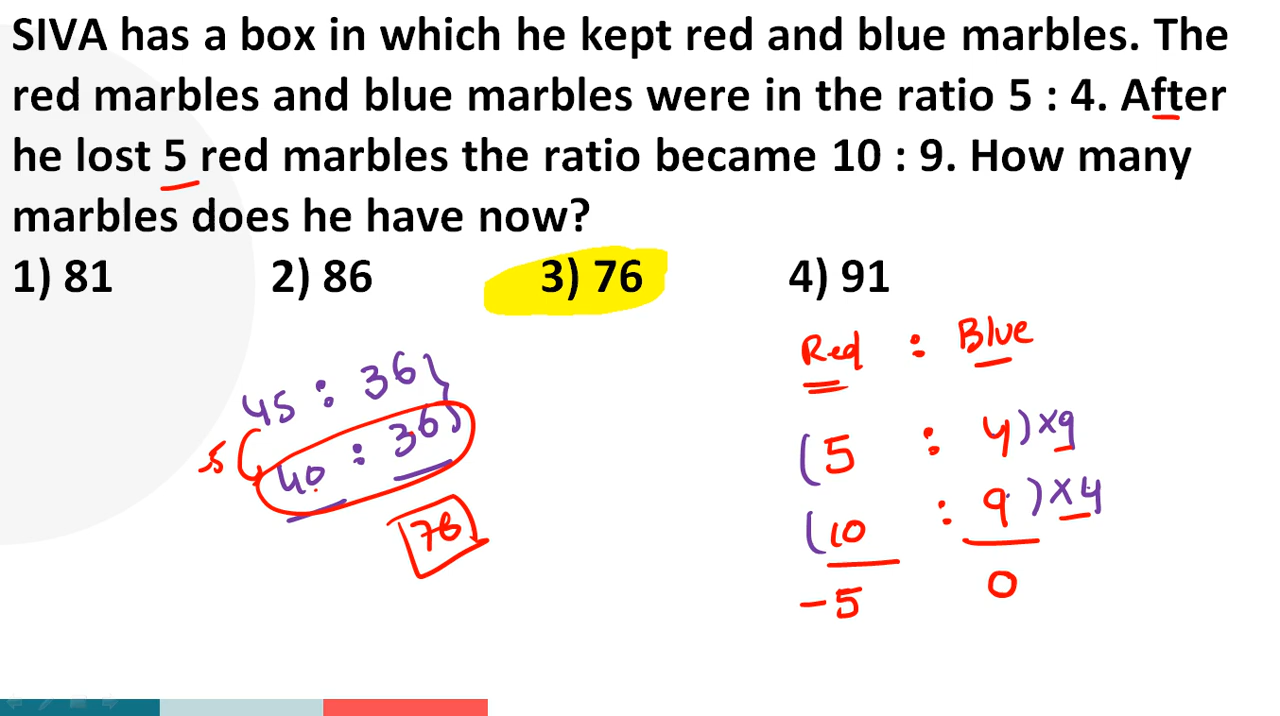 SIVA has a box in which he kept red and blue marbles. The
red marbles and blue marbles were in the ratio 5 : 4. After
he lost 5 red marbles the ratio became 10 : 9. How many
marbles does he have now?
1) 81 2) 86 3) 76 4) 91
Red : Blue
45 : 36}
5 40 : 36}
76
(5 : 4) × 9
(10 : 9) × 4
-5 0